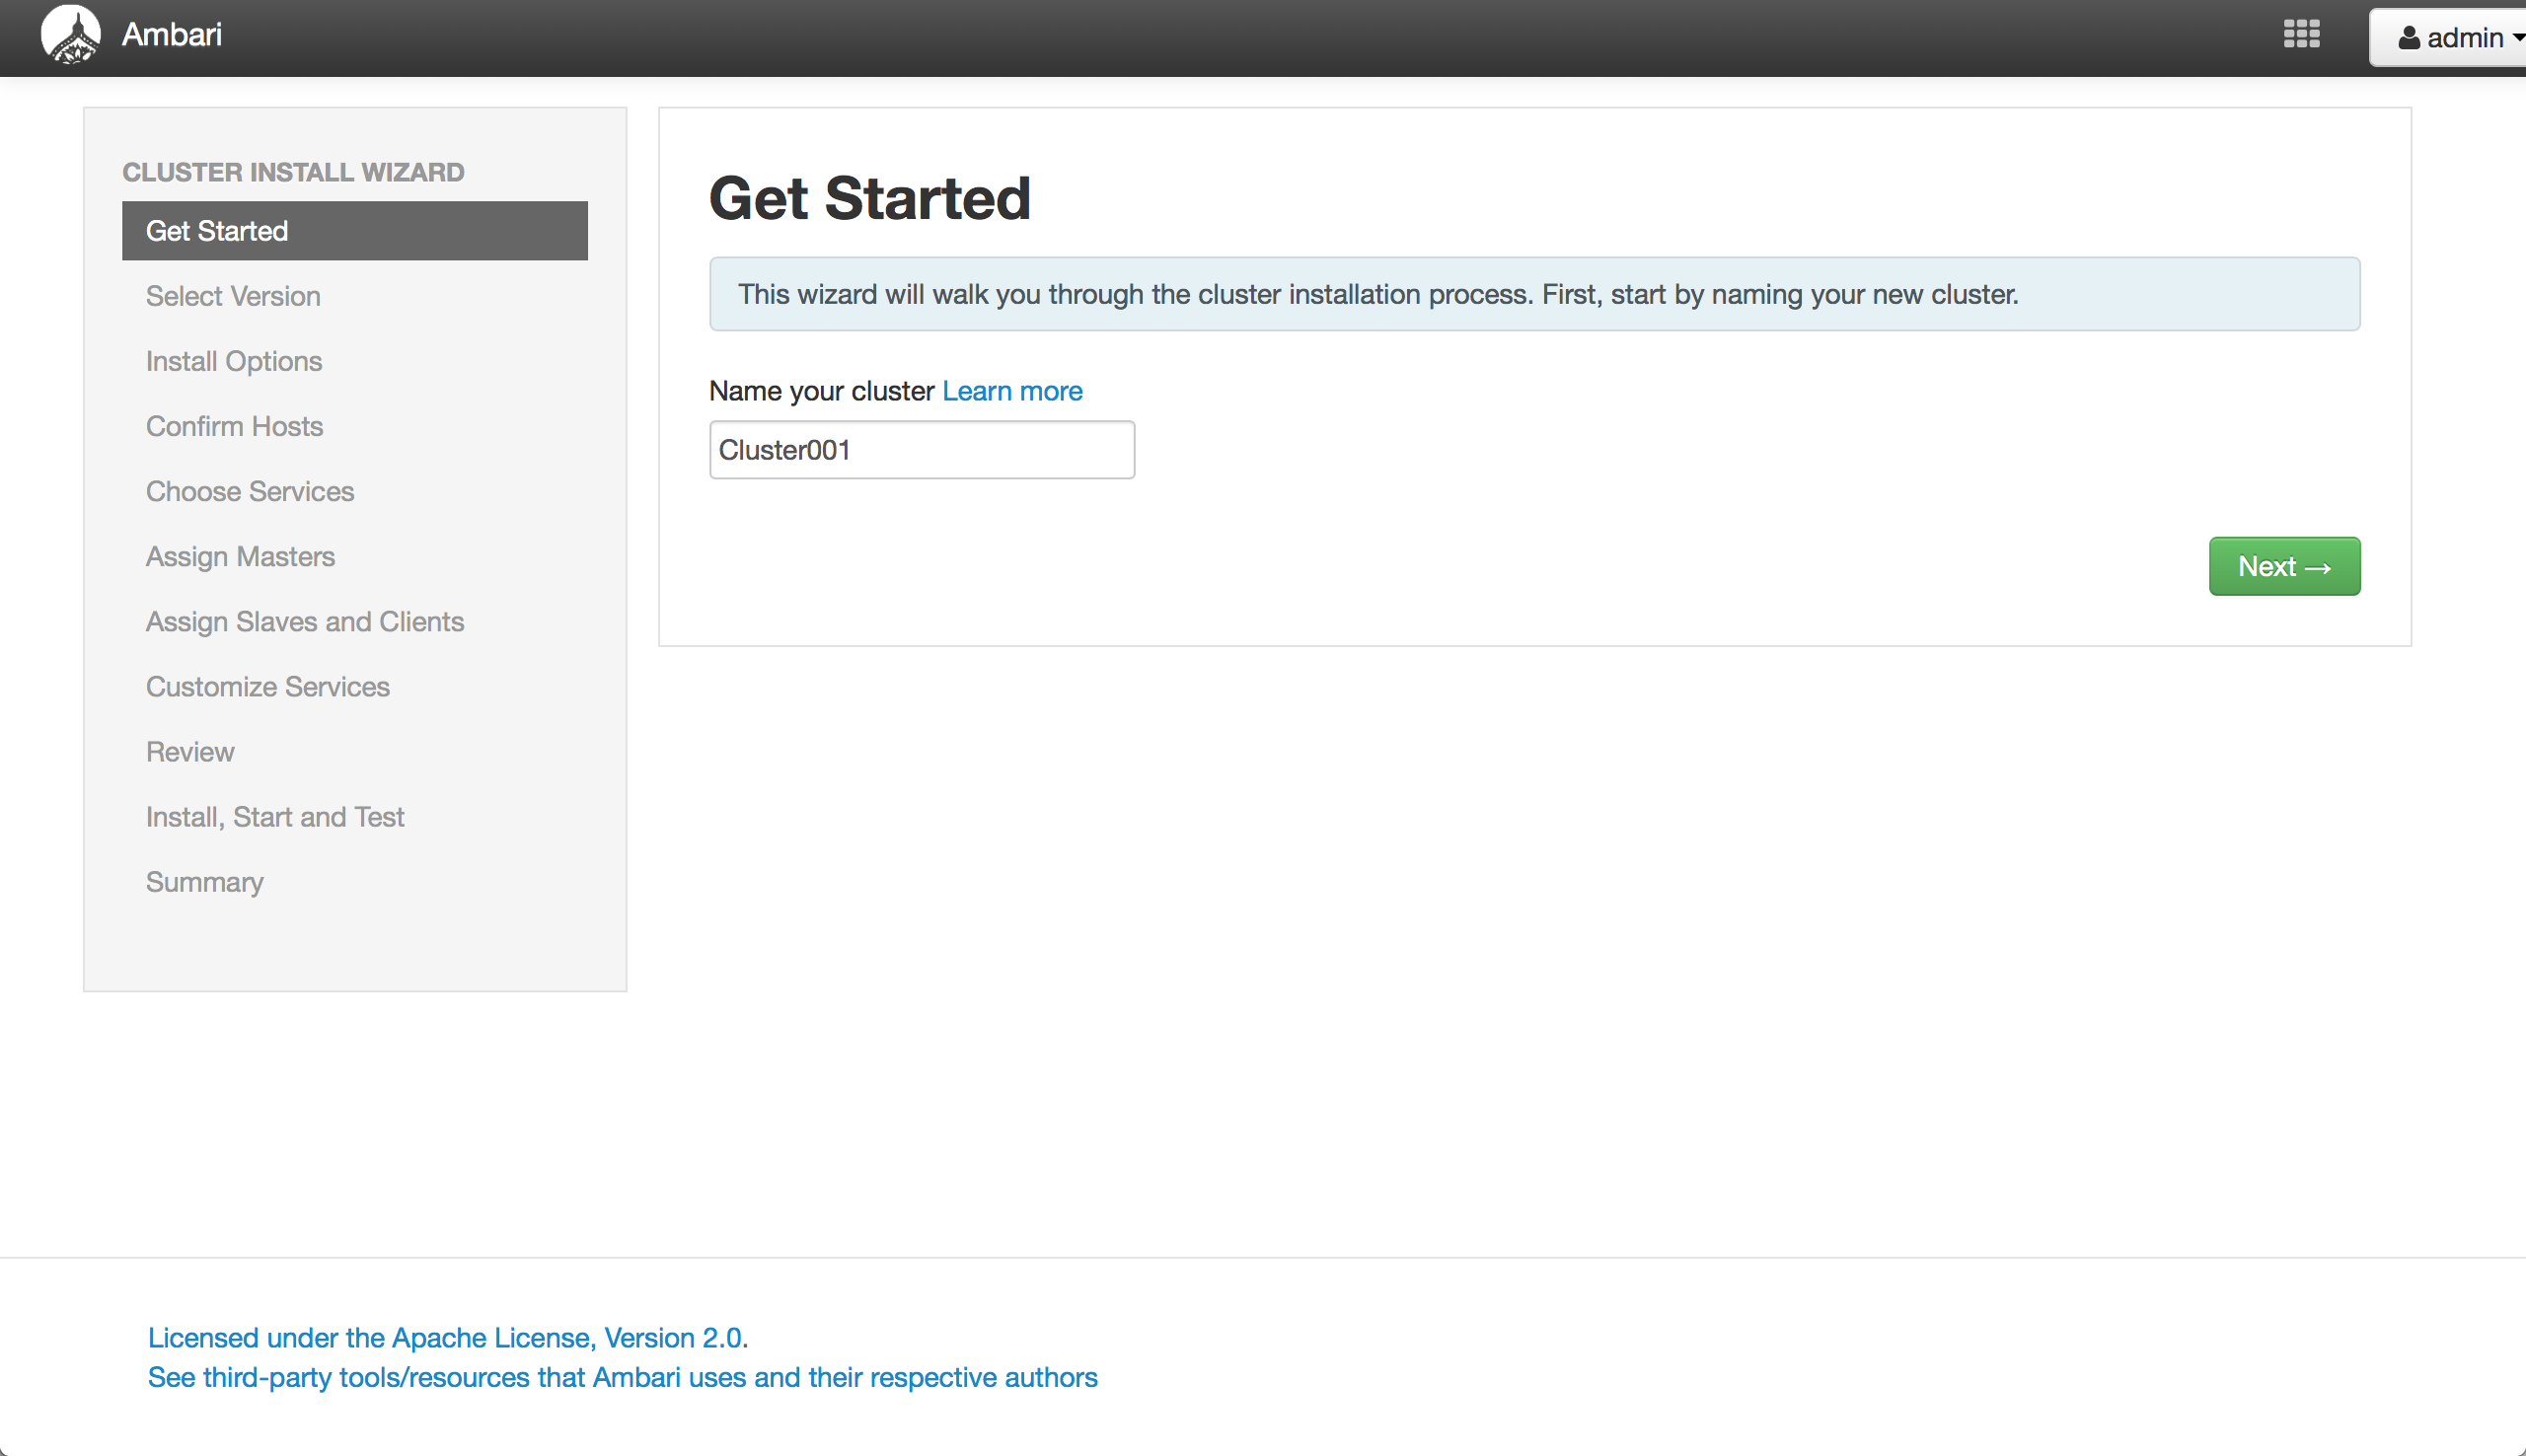 Ambari
admin
CLUSTER INSTALL WIZARD
Get Started
Select Version
Install Options
Confirm Hosts
Choose Services
Assign Masters
Assign Slaves and Clients
Customize Services
Review
Install, Start and Test
Summary
Get Started
This wizard will walk you through the cluster installation process. First, start by naming your new cluster.
Name your cluster Learn more
Cluster001
Next →
Licensed under the Apache License, Version 2.0.
See third-party tools/resources that Ambari uses and their respective authors